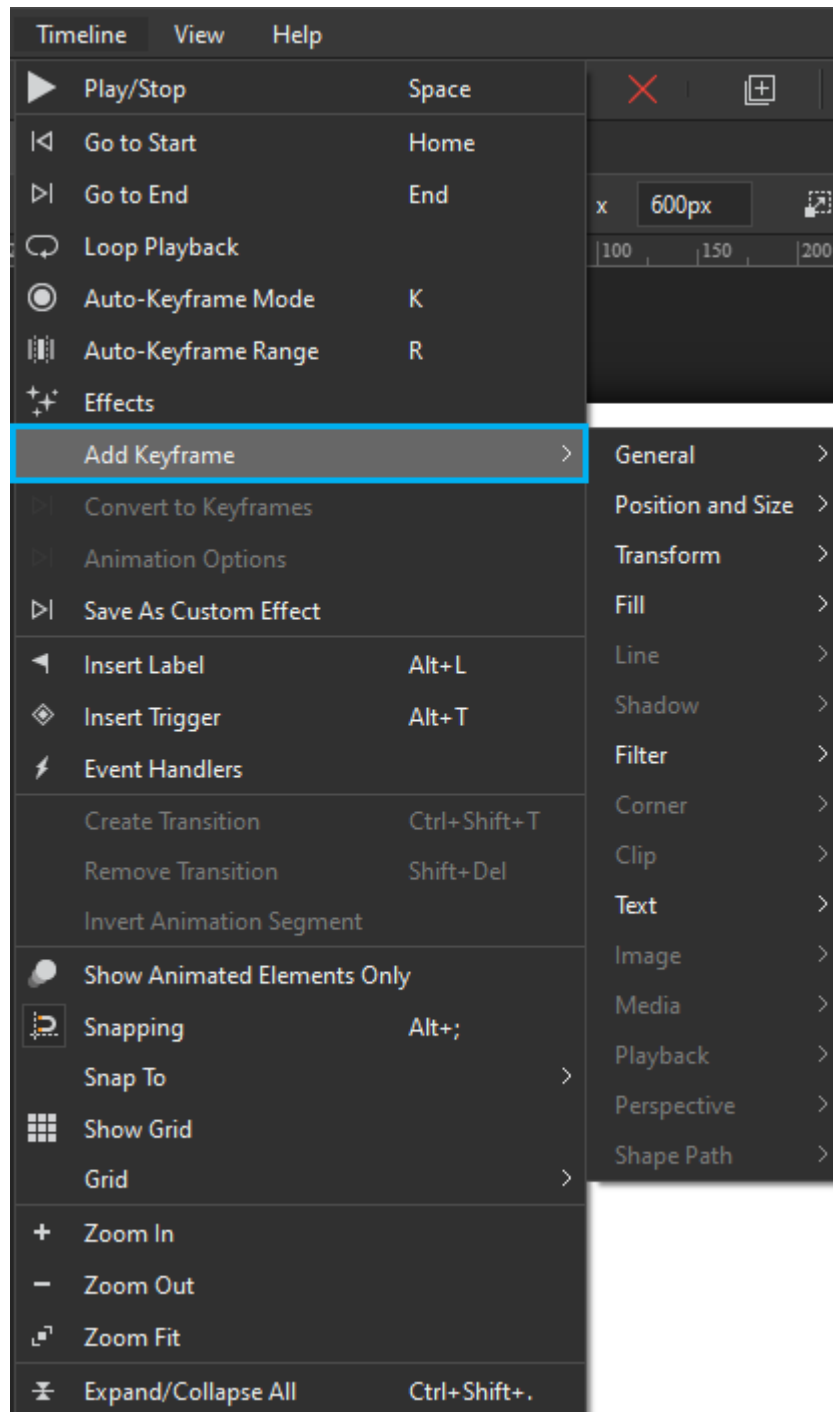 Timeline View Help
Play/Stop Space
Go to Start Home
Go to End End
x 600px
Loop Playback
100 150 200
Auto-Keyframe Mode K
Auto-Keyframe Range R
Effects
Add Keyframe
Convert to Keyframes
Animation Options
Save As Custom Effect
Insert Label Alt+L
Insert Trigger Alt+T
Event Handlers
Create Transition Ctrl+Shift+T
Remove Transition Shift+Del
Invert Animation Segment
Show Animated Elements Only
Snapping Alt+;
Snap To
Show Grid
Grid
Zoom In
Zoom Out
Zoom Fit
Expand/Collapse All Ctrl+Shift+.
General
Position and Size
Transform
Fill
Line
Shadow
Filter
Corner
Clip
Text
Image
Media
Playback
Perspective
Shape Path